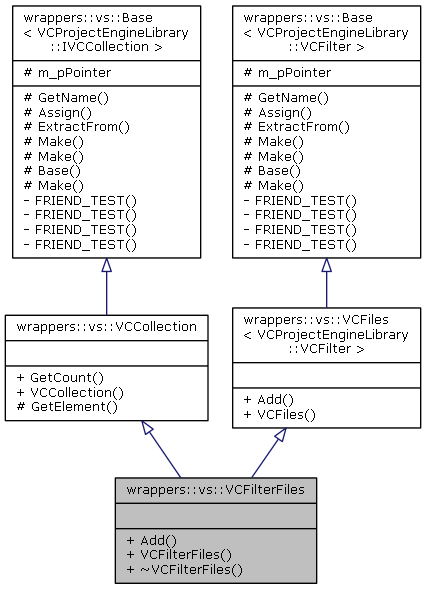 wrappers::vs::Base
< VCProjectEngineLibrary
::IVCCollection >
# m_pPointer
# GetName()
# Assign()
# ExtractFrom()
# Make()
# Make()
# Base()
# Make()
- FRIEND_TEST()
- FRIEND_TEST()
- FRIEND_TEST()
- FRIEND_TEST()
wrappers::vs::Base
< VCProjectEngineLibrary
::VCFilter >
# m_pPointer
# GetName()
# Assign()
# ExtractFrom()
# Make()
# Make()
# Base()
# Make()
- FRIEND_TEST()
- FRIEND_TEST()
- FRIEND_TEST()
- FRIEND_TEST()
wrappers::vs::VCCollection
+ GetCount()
+ VCCollection()
# GetElement()
wrappers::vs::VCFiles
< VCProjectEngineLibrary
::VCFilter >
+ Add()
+ VCFiles()
wrappers::vs::VCFilterFiles
+ Add()
+ VCFilterFiles()
+ ~VCFilterFiles()